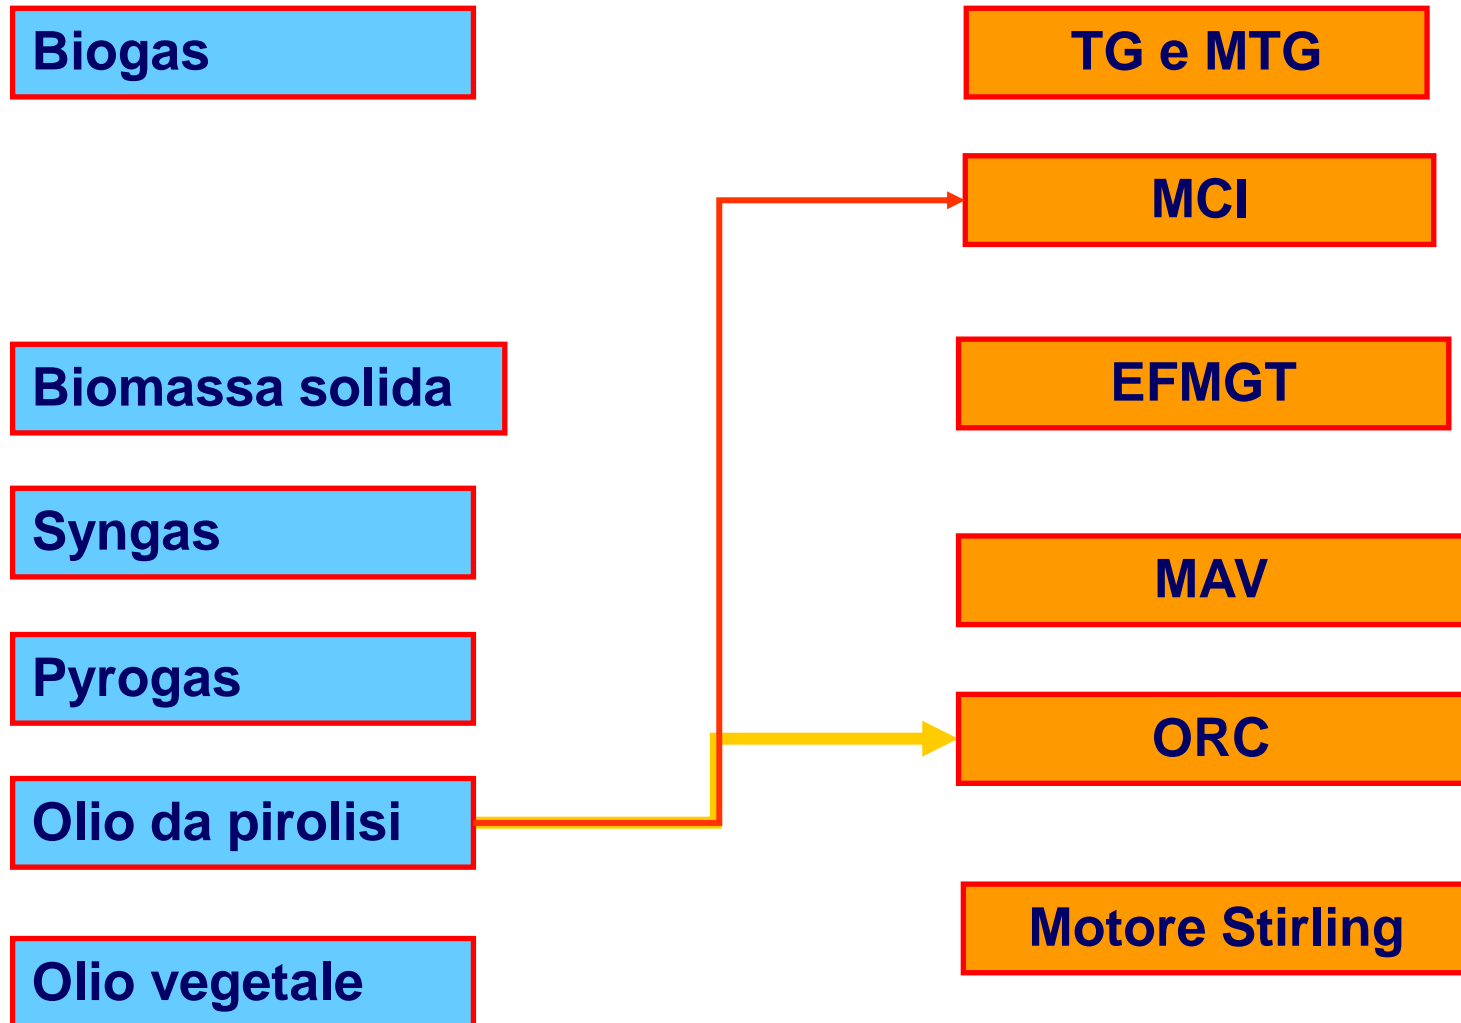 Biogas
Biomassa solida
Syngas
Pyrogas
Olio da pirolisi
Olio vegetale
TG e MTG
MCI
EFMGT
MAV
ORC
Motore Stirling